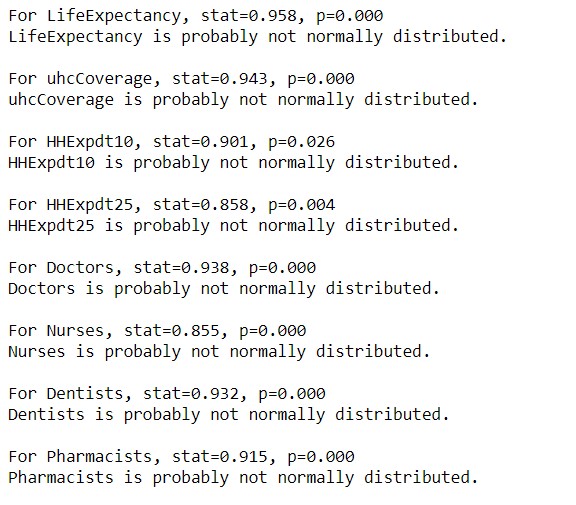 For LifeExpectancy, stat=0.958, p=0.000
LifeExpectancy is probably not normally distributed.
For uhcCoverage, stat=0.943, p=0.000
uhcCoverage is probably not normally distributed.
For HHExpdt10, stat=0.901, p=0.026
HHExpdt10 is probably not normally distributed.
For HHExpdt25, stat=0.858, p=0.004
HHExpdt25 is probably not normally distributed.
For Doctors, stat=0.938, p=0.000
Doctors is probably not normally distributed.
For Nurses, stat=0.855, p=0.000
Nurses is probably not normally distributed.
For Dentists, stat=0.932, p=0.000
Dentists is probably not normally distributed.
For Pharmacists, stat=0.915, p=0.000
Pharmacists is probably not normally distributed.